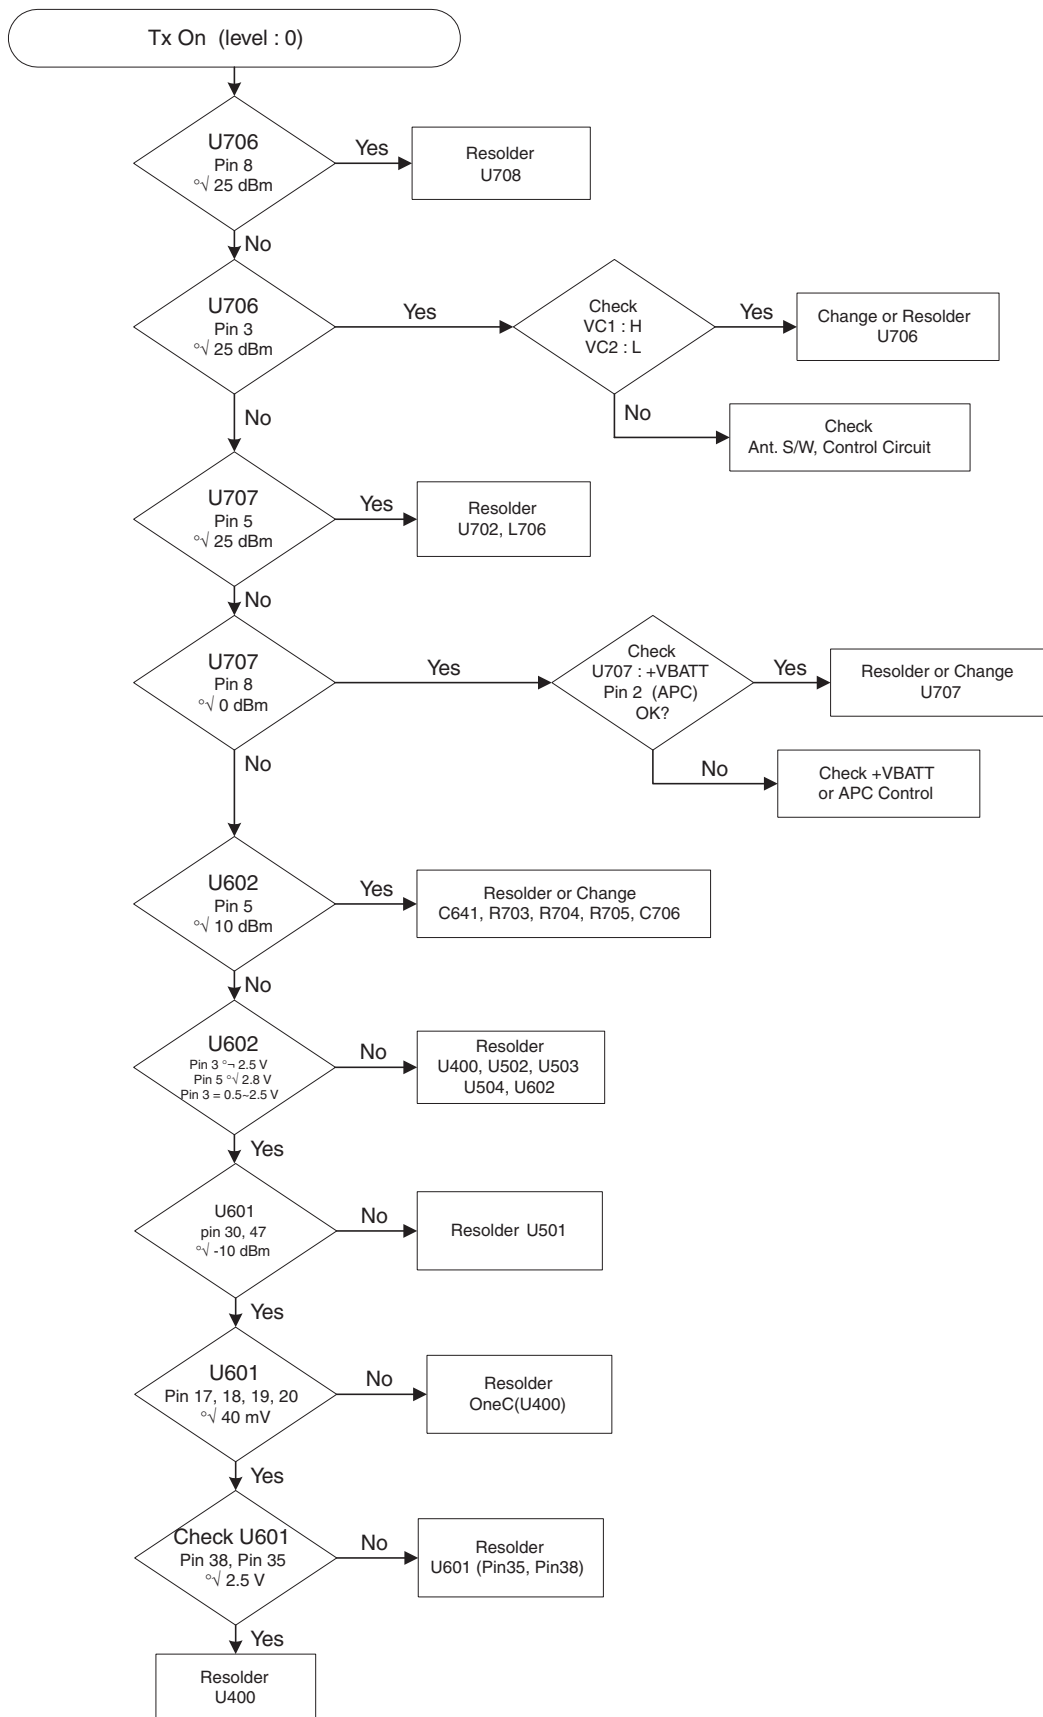 Tx On (level : 0)
U706
Pin 8
°√ 25 dBm
Yes
Resolder
U708
No
U706
Pin 3
°√ 25 dBm
Yes
Check
VC1 : H
VC2 : L
Yes
Change or Resolder
U706
No
Check
Ant. S/W, Control Circuit
No
U707
Pin 5
°√ 25 dBm
Yes
Resolder
U702, L706
No
U707
Pin 8
°√ 0 dBm
Yes
Check
U707 : +VBATT
Pin 2 (APC)
OK?
Yes
Resolder or Change
U707
No
Check +VBATT
or APC Control
No
U602
Pin 5
°√ 10 dBm
Yes
Resolder or Change
C641, R703, R704, R705, C706
No
U602
Pin 3 °¬ 2.5 V
Pin 5 °√ 2.8 V
Pin 3 = 0.5~2.5 V
No
Resolder
U400, U502, U503
U504, U602
Yes
U601
pin 30, 47
°√ -10 dBm
No
Resolder U501
Yes
U601
Pin 17, 18, 19, 20
°√ 40 mV
No
Resolder
OneC(U400)
Yes
Check U601
Pin 38, Pin 35
°√ 2.5 V
No
Resolder
U601 (Pin35, Pin38)
Yes
Resolder
U400